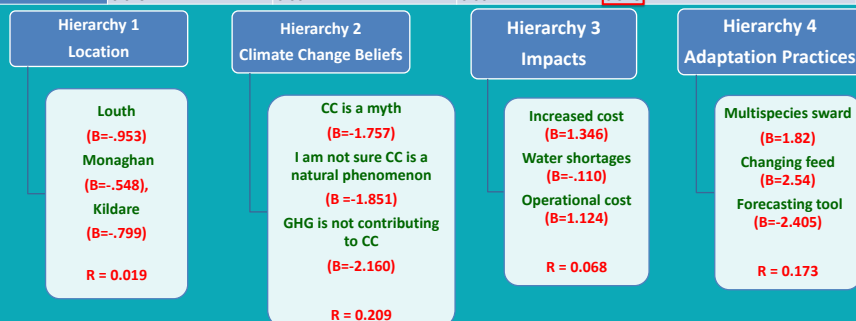 Hierarchy 1
Location
Louth
(B=-.953)
Monaghan
(B=-.548),
Kildare
(B=-.799)
R = 0.019
Hierarchy 2
Climate Change Beliefs
CC is a myth
(B=-1.757)
I am not sure CC is a
natural phenomenon
(B =-1.851)
GHG is not contributing
to CC
(B=-2.160)
R = 0.209
Hierarchy 3
Impacts
Increased cost
(B=1.346)
Water shortages
(B=-.110)
Operational cost
(B=1.124)
R = 0.068
Hierarchy 4
Adaptation Practices
Multispecies sward
(B=1.82)
Changing feed
(B=2.54)
Forecasting tool
(B=-2.405)
R = 0.173